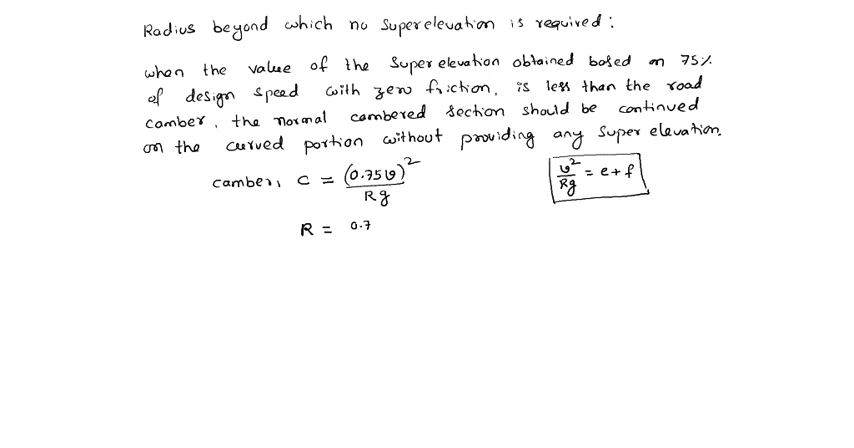 Radius beyond which no Superelevation is required :
when the value of the Super elevation obtained based on 75%
of design speed with zero friction, is less than the road
camber, the normal cambered section should be continued
on the curved portion without providing any Super elevation.
camber, C = (0.75v)²/Rg
v²/Rg = e+f
R = 0.7